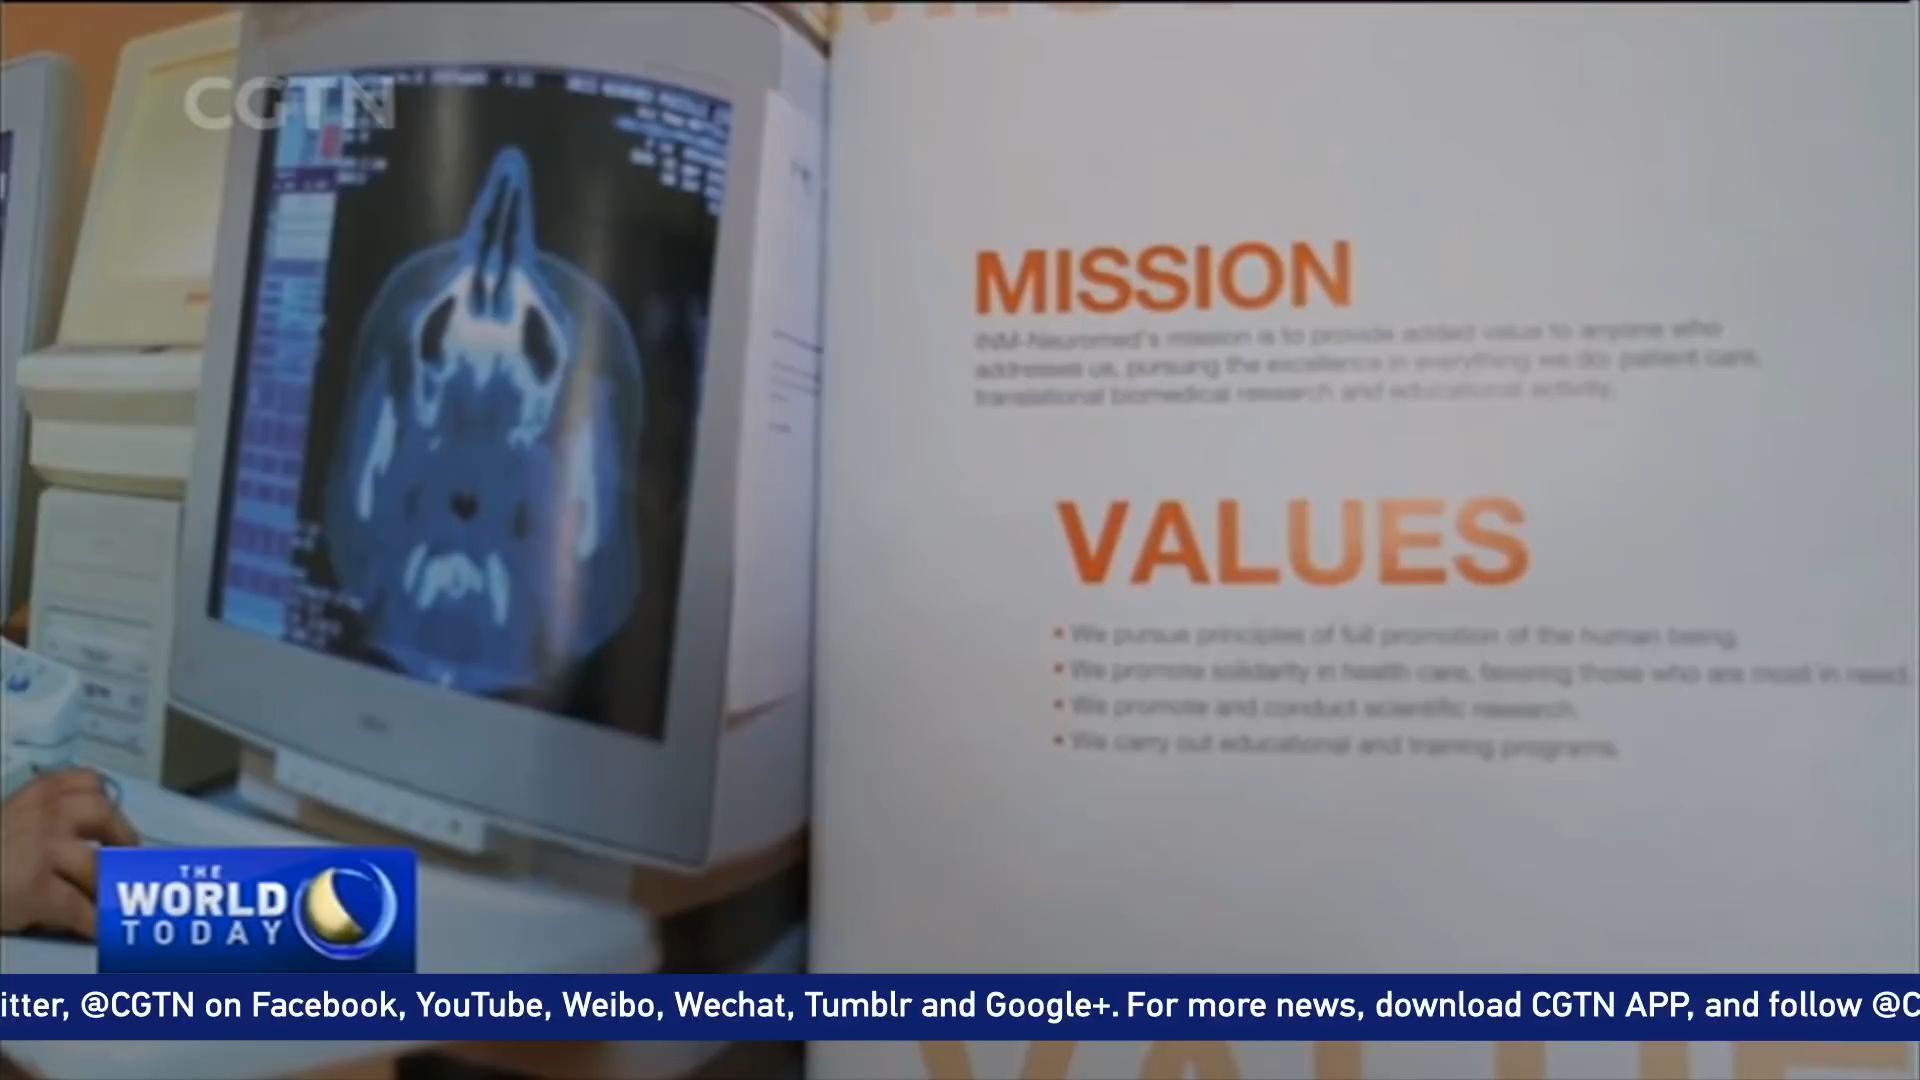 CGTN
MISSION
INM-Neuromed's mission is to provide added value to anyone who
addresses us, pursuing the excellence in everything we do: patient care,
translational biomedical research and educational activity.
VALUES
• We pursue principles of full promotion of the human being.
• We promote solidarity in health care, favoring those who are most in need.
• We promote and conduct scientific research.
• We carry out educational and training programs.
THE
WORLD
TODAY
itter, @CGTN on Facebook, YouTube, Weibo, Wechat, Tumblr and Google+. For more news, download CGTN APP, and follow @C
VALUE